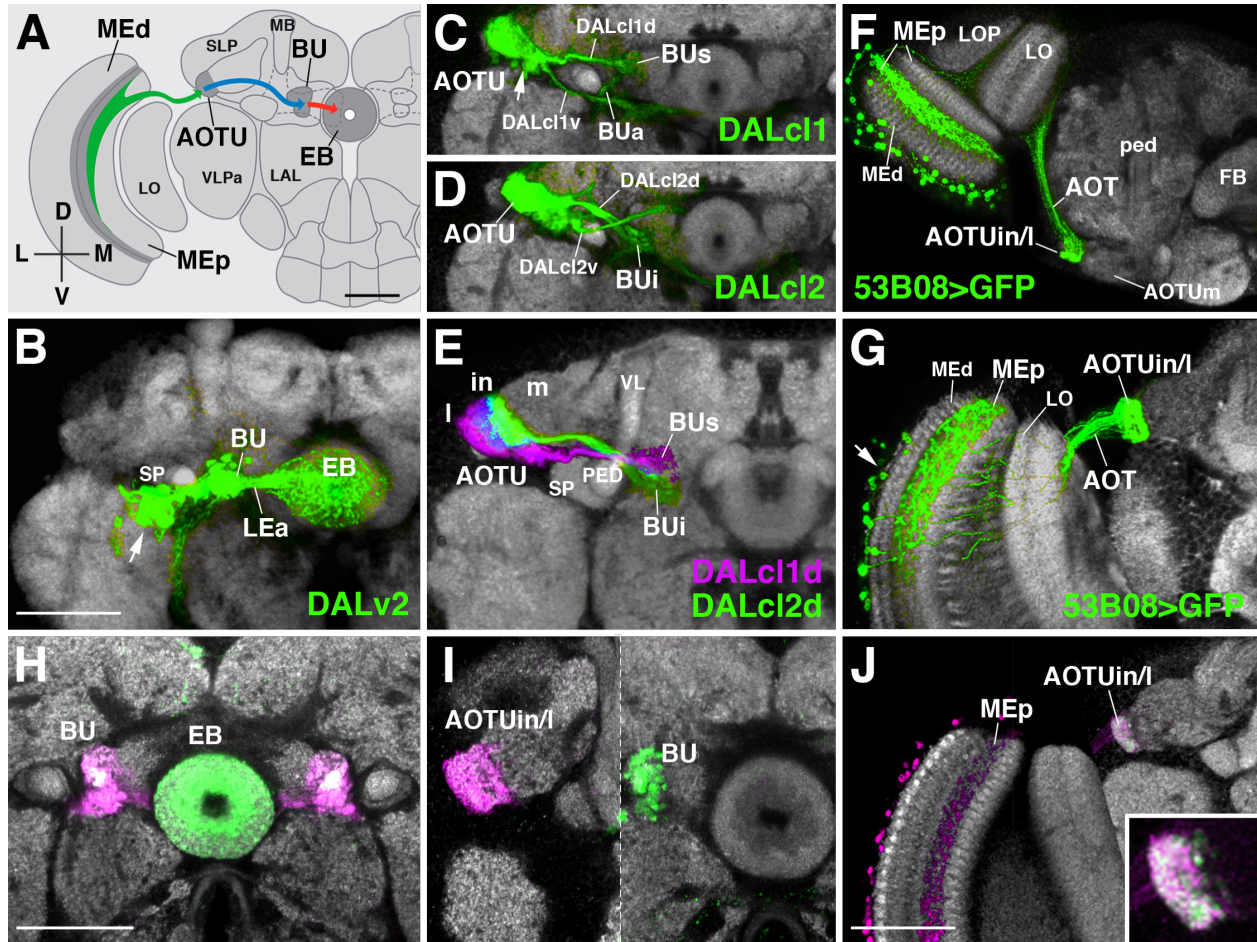 A
MEd
SLP
MB
BU
AOTU
EB
LO
VLPa
LAL
D
L
M
V
MEp
B
SP
BU
EB
LEa
DALv2
C
DALcl1d
BUs
AOTU
DALcl1v
BUa
DALcl1
D
DALcl2d
AOTU
DALcl2v
BUi
DALcl2
E
in
m
VL
l
BUs
AOTU
PED
SP
BUi
DALcl1d
DALcl2d
F
MEp
LOP
LO
ped
MEd
AOT
FB
AOTUin/l
53B08>GFP
AOTUm
G
MEd
MEp
AOTUin/l
LO
AOT
53B08>GFP
H
BU
EB
I
AOTUin/l
BU
J
AOTUin/l
MEp